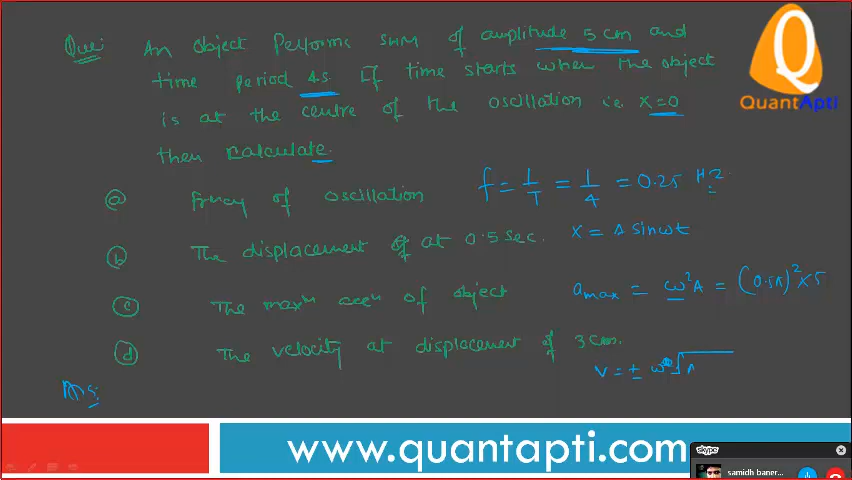 Que: An Object Performs SHM of amplitude 5 cm and
time period 4s. If time starts when the object
is at the centre of the oscillation i.e. x=0
then calculate.
QuantApti
(a) of oscillation f = 1/T = 1/4 = 0.25 Hz.
(b) The displacement of at 0.5 sec. x = A sinωt
(c) The maxm accn of object amax = ω²A = (0.5π)²×5
(d) The velocity at displacement of 3 cm.
v = ± ω√A
Ans:
www.quantapti.com
skype
samidh baner...